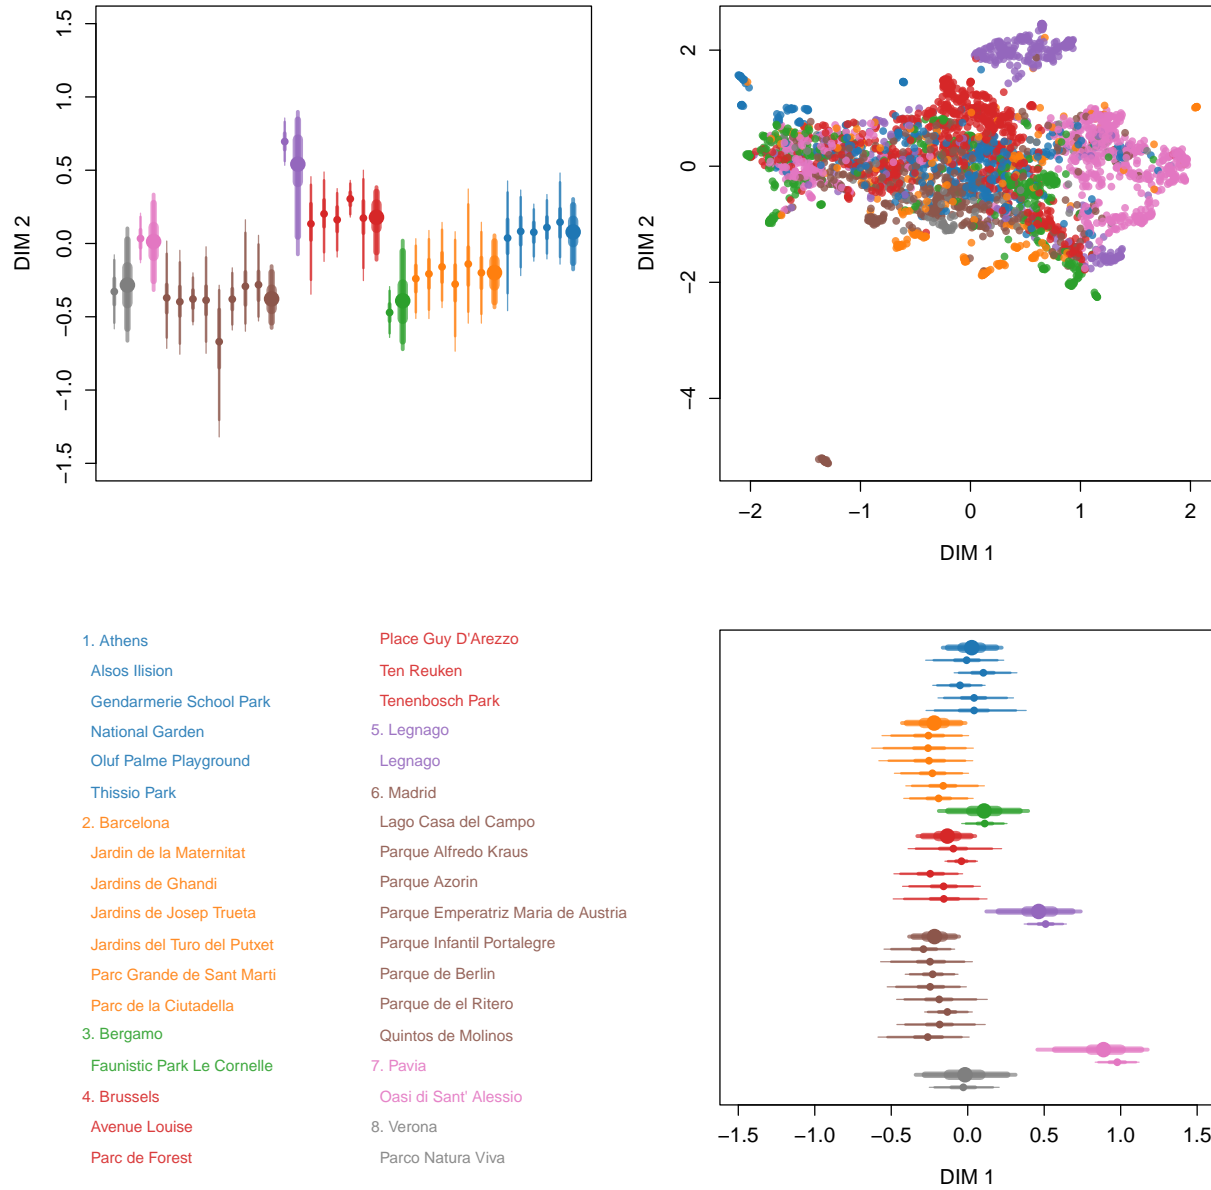 1.5
1.0
0.5
0.0
−0.5
−1.0
−1.5
DIM 2
2
0
−2
−4
DIM 2
−2
−1
0
1
2
DIM 1
1. Athens
Alsos Ilision
Gendarmerie School Park
National Garden
Oluf Palme Playground
Thissio Park
2. Barcelona
Jardin de la Maternitat
Jardins de Ghandi
Jardins de Josep Trueta
Jardins del Turo del Putxet
Parc Grande de Sant Marti
Parc de la Ciutadella
3. Bergamo
Faunistic Park Le Cornelle
4. Brussels
Avenue Louise
Parc de Forest
Place Guy D'Arezzo
Ten Reuken
Tenenbosch Park
5. Legnago
Legnago
6. Madrid
Lago Casa del Campo
Parque Alfredo Kraus
Parque Azorin
Parque Emperatriz Maria de Austria
Parque Infantil Portalegre
Parque de Berlin
Parque de el Ritero
Quintos de Molinos
7. Pavia
Oasi di Sant' Alessio
8. Verona
Parco Natura Viva
−1.5
−1.0
−0.5
0.0
0.5
1.0
1.5
DIM 1